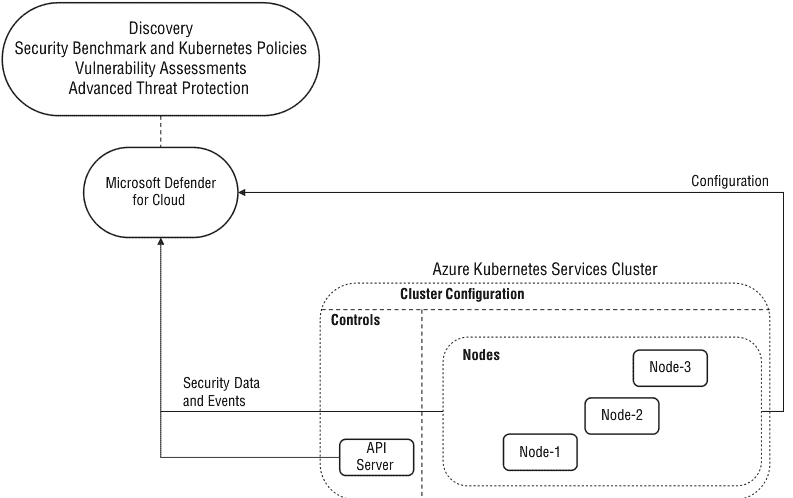 Discovery
Security Benchmark and Kubernetes Policies
Vulnerability Assessments
Advanced Threat Protection
Microsoft Defender
for Cloud
Configuration
Azure Kubernetes Services Cluster
Cluster Configuration
Controls
Nodes
Node-3
Security Data
and Events
Node-2
API
Server
Node-1